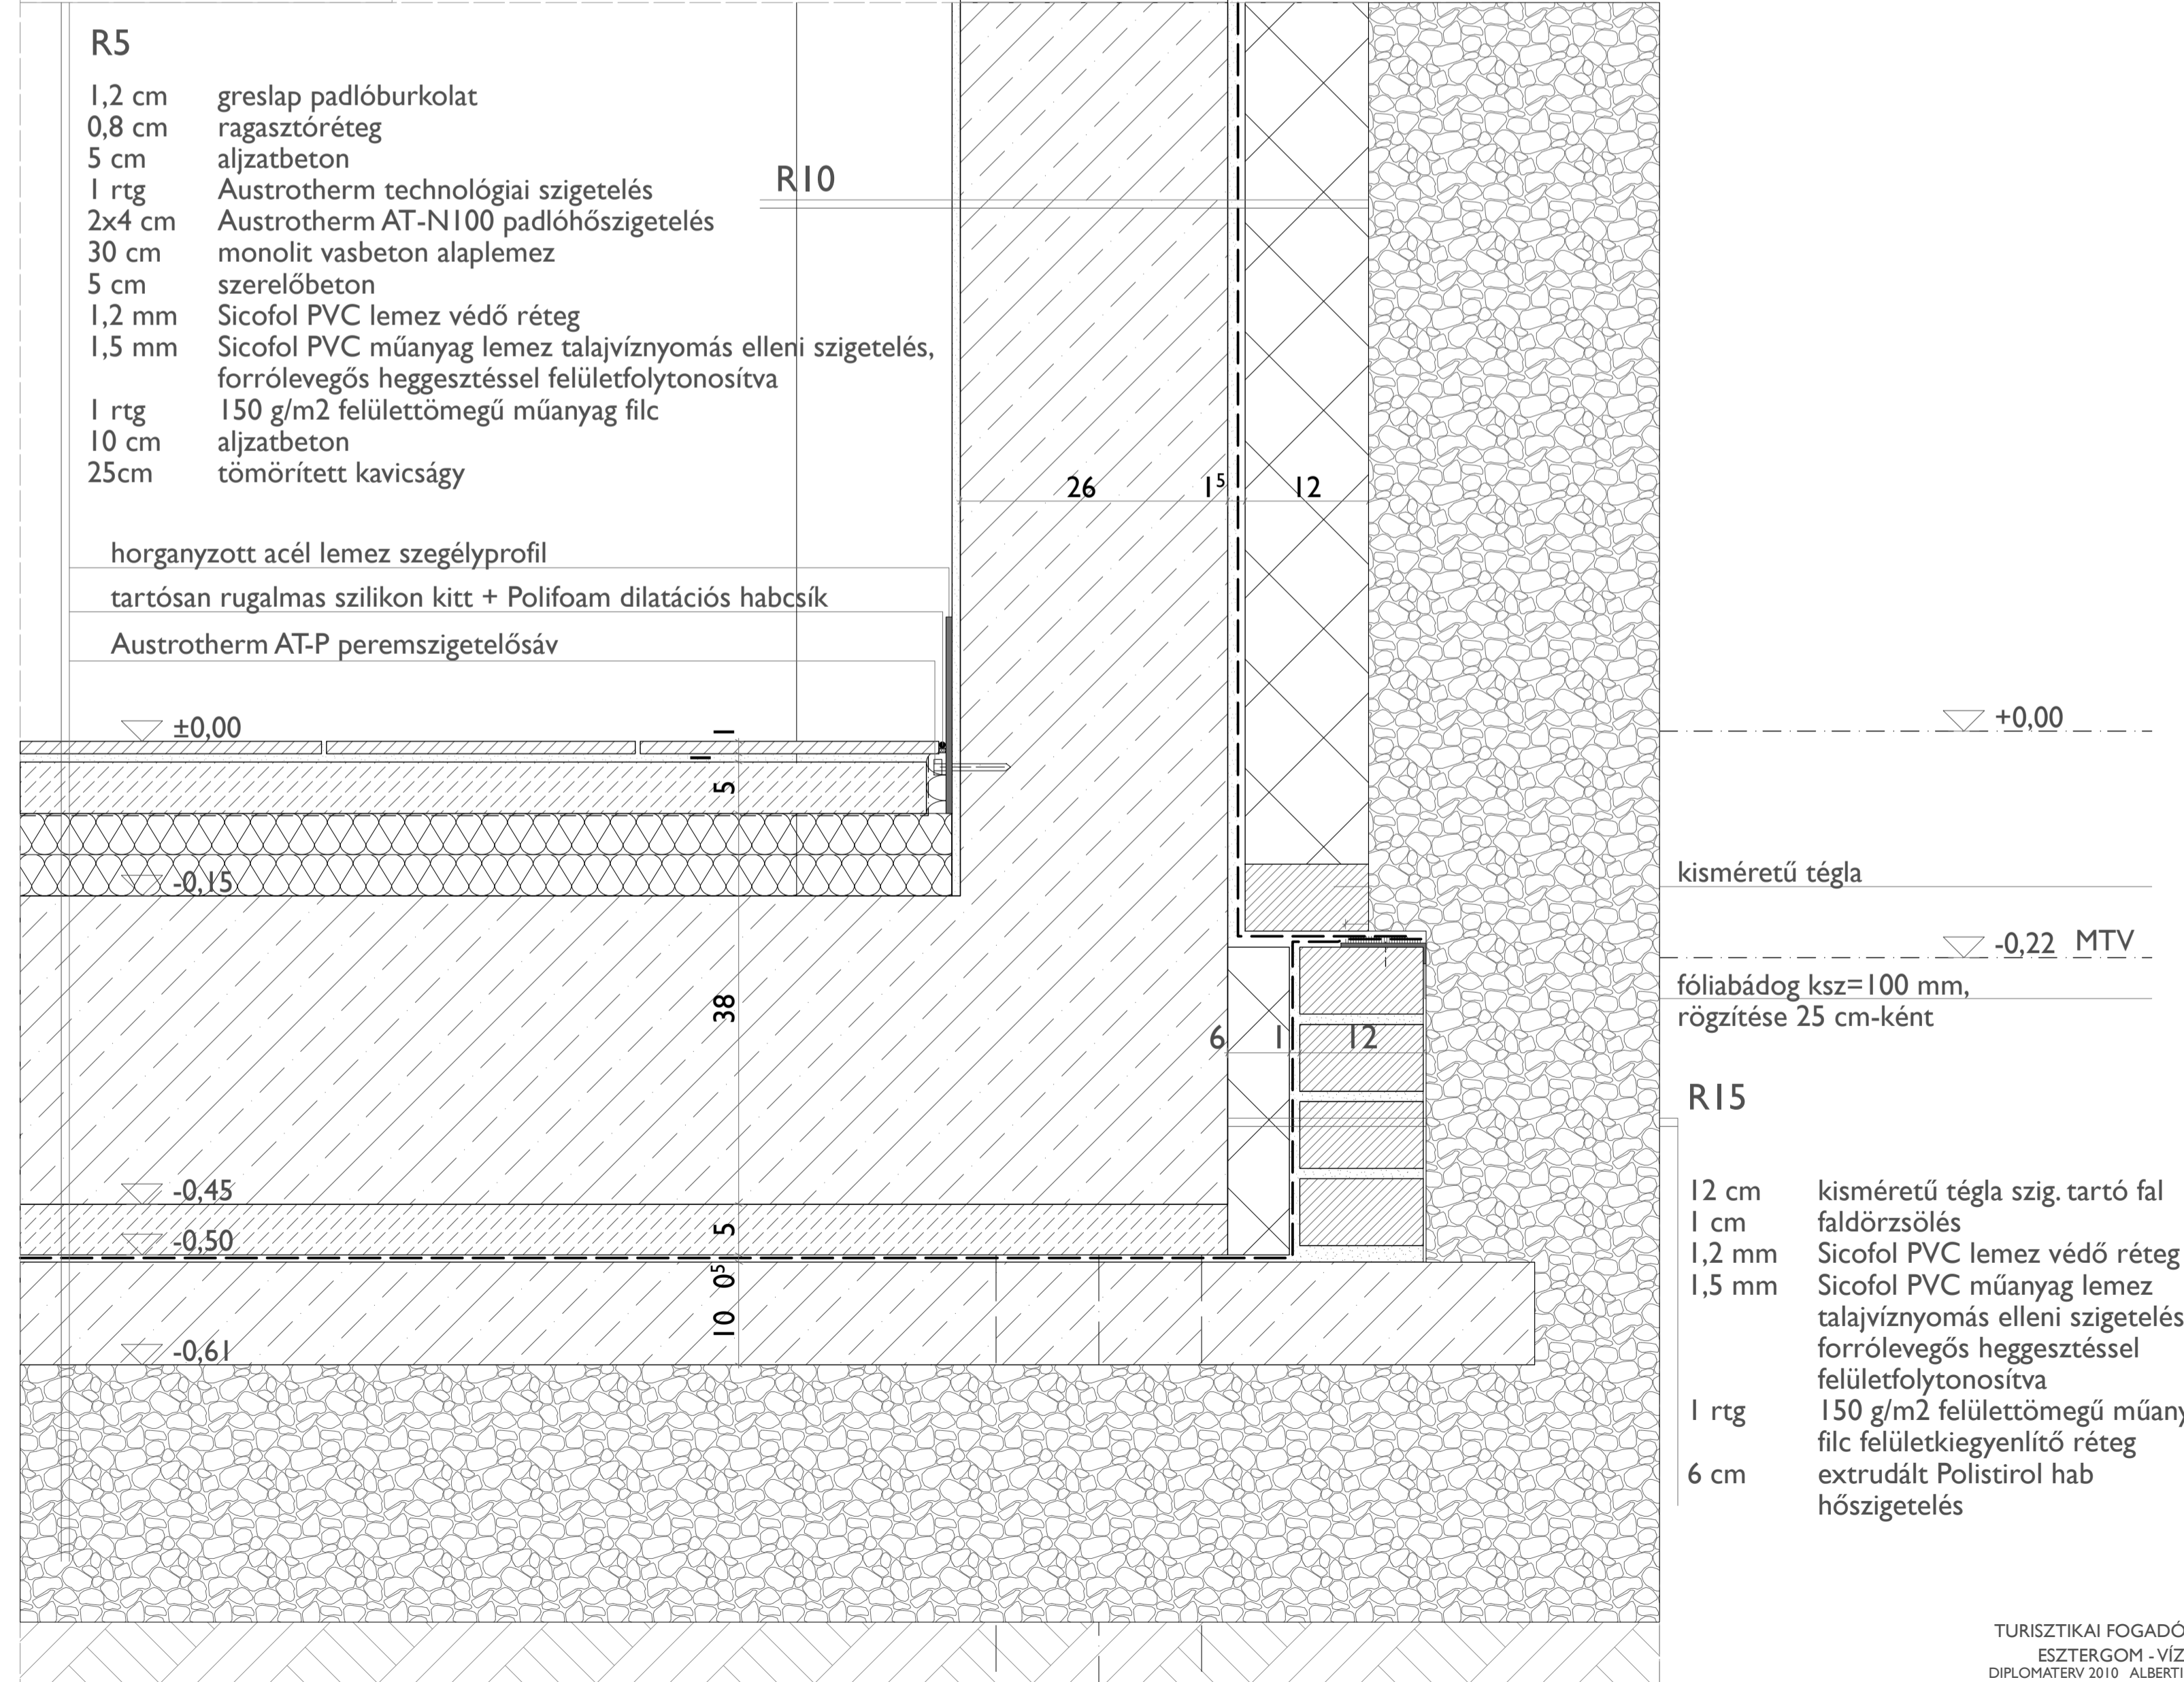 R5
1,2 cm greslap padlóburkolat
0,8 cm ragasztóréteg
5 cm aljzatbeton
1 rtg Austrotherm technológiai szigetelés
2x4 cm Austrotherm AT-N100 padlóhőszigetelés
30 cm monolit vasbeton alaplemez
5 cm szerelőbeton
1,2 mm Sicofol PVC lemez védő réteg
1,5 mm Sicofol PVC műanyag lemez talajvíznyomás elleni szigetelés,
forrólevegős heggesztéssel felületfolytonosítva
1 rtg 150 g/m2 felülettömegű műanyag filc
10 cm aljzatbeton
25cm tömörített kavicságy
R10
26 1⁵ 12
horganyzott acél lemez szegélyprofil
tartósan rugalmas szilikon kitt + Polifoam dilatációs habcsík
Austrotherm AT-P peremszigetelősáv
±0,00
-0,15
-0,45
-0,50
-0,61
1
1
5
38
5
0⁵
10
6 1 12
+0,00
kisméretű tégla
-0,22 MTV
fóliabádog ksz=100 mm,
rögzítése 25 cm-ként
R15
12 cm kisméretű tégla szig. tartó fal
1 cm faldörzsölés
1,2 mm Sicofol PVC lemez védő réteg
1,5 mm Sicofol PVC műanyag lemez
talajvíznyomás elleni szigetelés
forrólevegős heggesztéssel
felületfolytonosítva
1 rtg 150 g/m2 felülettömegű műany
filc felületkiegyenlítő réteg
6 cm extrudált Polistirol hab
hőszigetelés
TURISZTIKAI FOGADÓ
ESZTERGOM - VÍZ
DIPLOMATERV 2010 ALBERTI